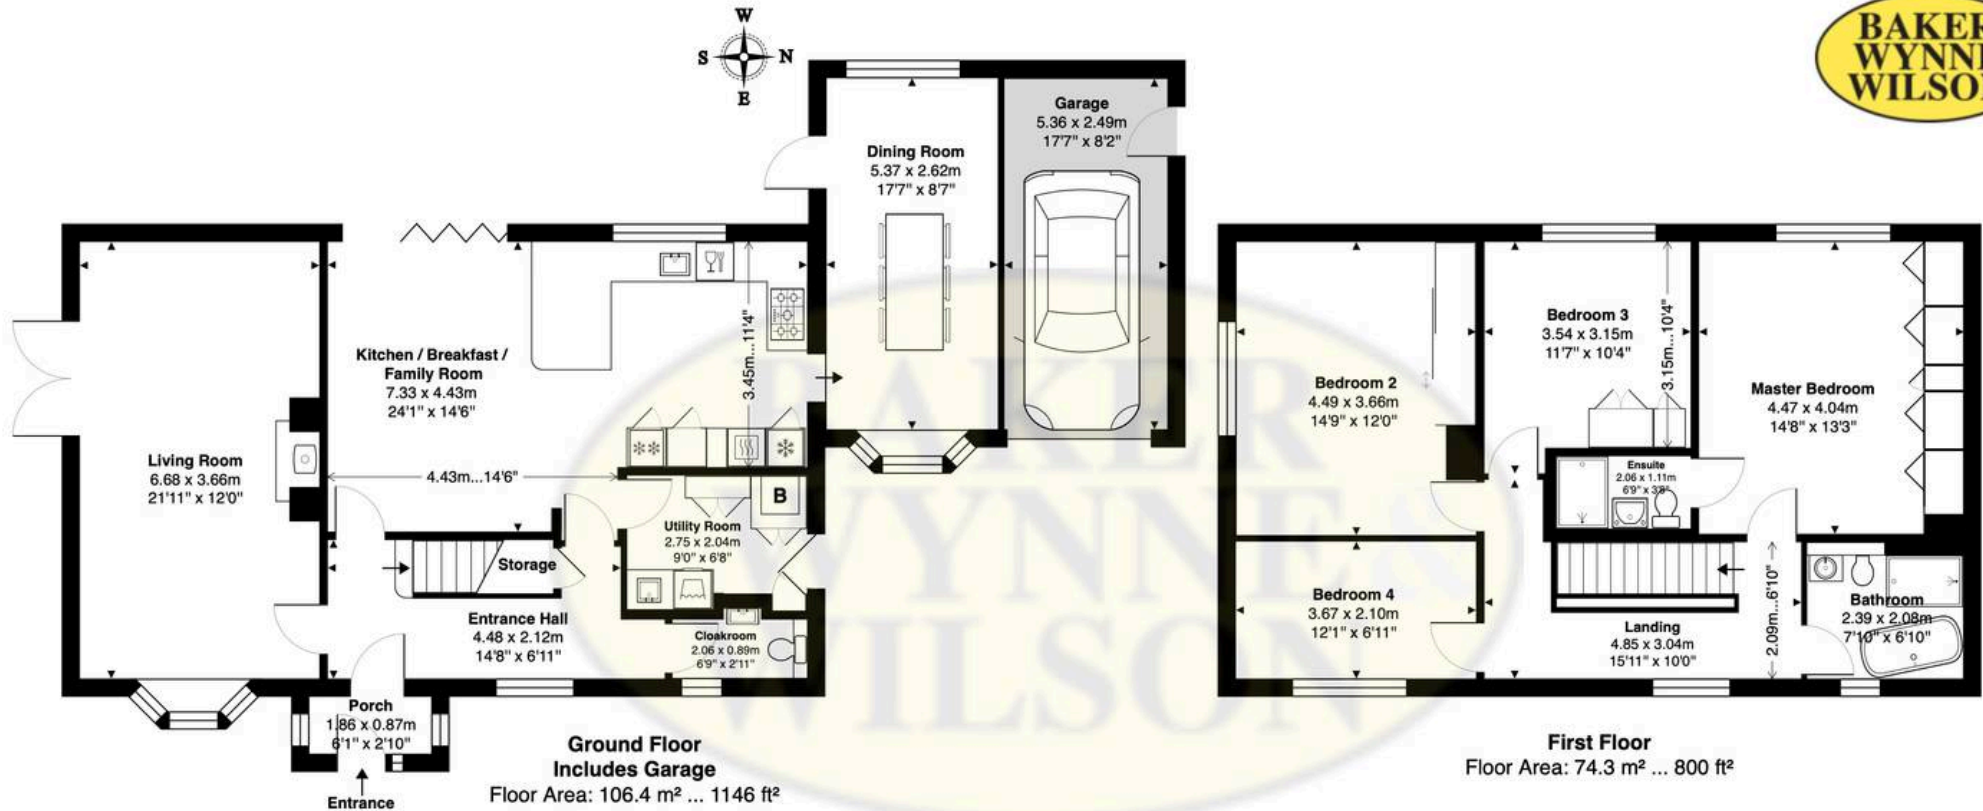 W
S N
E
BAKER
WYNNE
WILSON
Garage
5.36 x 2.49m
17'7" x 8'2"
Dining Room
5.37 x 2.62m
17'7" x 8'7"
Kitchen / Breakfast /
Family Room
7.33 x 4.43m
24'1" x 14'6"
3.45m...11'4"
4.43m...14'6"
Living Room
6.68 x 3.66m
21'11" x 12'0"
B
Utility Room
2.75 x 2.04m
9'0" x 6'8"
Storage
Entrance Hall
4.48 x 2.12m
14'8" x 6'11"
Cloakroom
2.06 x 0.89m
6'9" x 2'11"
Porch
1.86 x 0.87m
6'1" x 2'10"
Entrance
Ground Floor
Includes Garage
Floor Area: 106.4 m² ... 1146 ft²
Bedroom 2
4.49 x 3.66m
14'9" x 12'0"
Bedroom 3
3.54 x 3.15m
11'7" x 10'4"
3.15m...10'4"
Master Bedroom
4.47 x 4.04m
14'8" x 13'3"
Ensuite
2.06 x 1.11m
6'9" x 3'8"
Bedroom 4
3.67 x 2.10m
12'1" x 6'11"
Landing
4.85 x 3.04m
15'11" x 10'0"
2.09m...6'10"
Bathroom
2.39 x 2.08m
7'10" x 6'10"
First Floor
Floor Area: 74.3 m² ... 800 ft²
BAKER
WYNNE &
WILSON